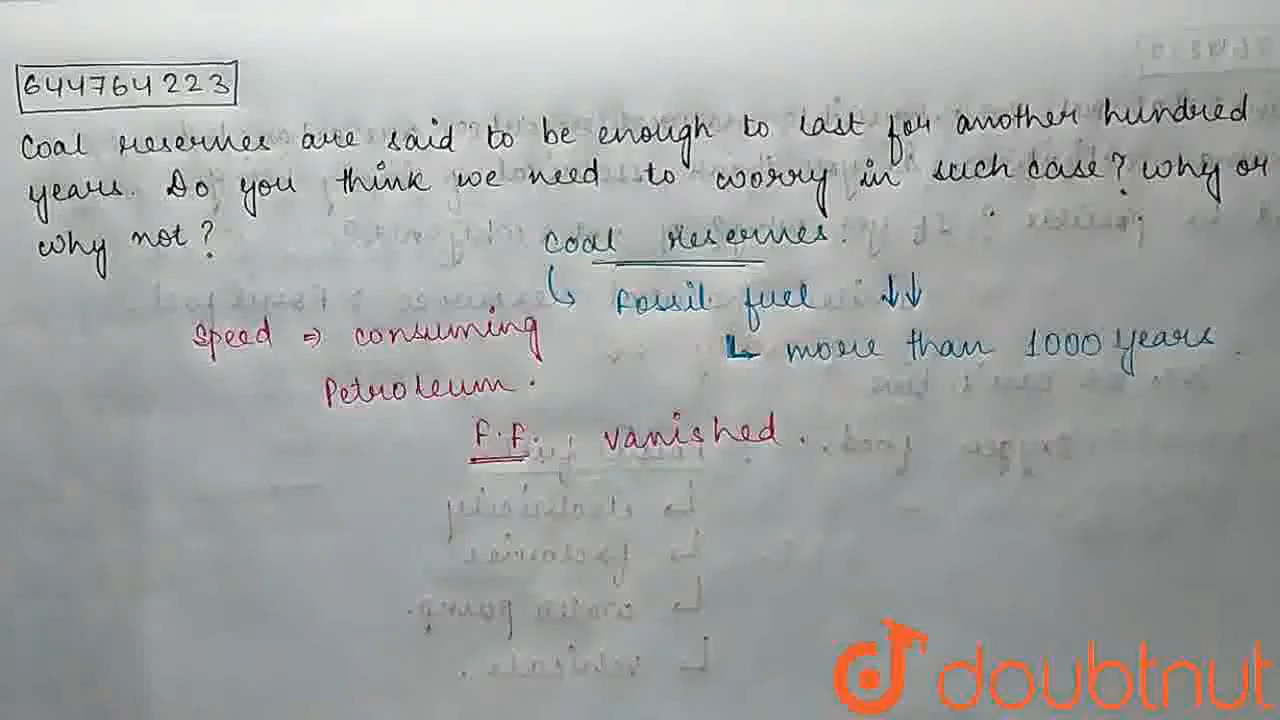 644764223
Coal reserves are said to be enough to last for another hundred
years. Do you think we need to worry in such case? why or
why not?
Coal reserves.
Fossil fuel ↓↓
Speed ⇒ consuming
↳ more than 1000 years.
Petroleum.
F.F. vanished.
doubtnut